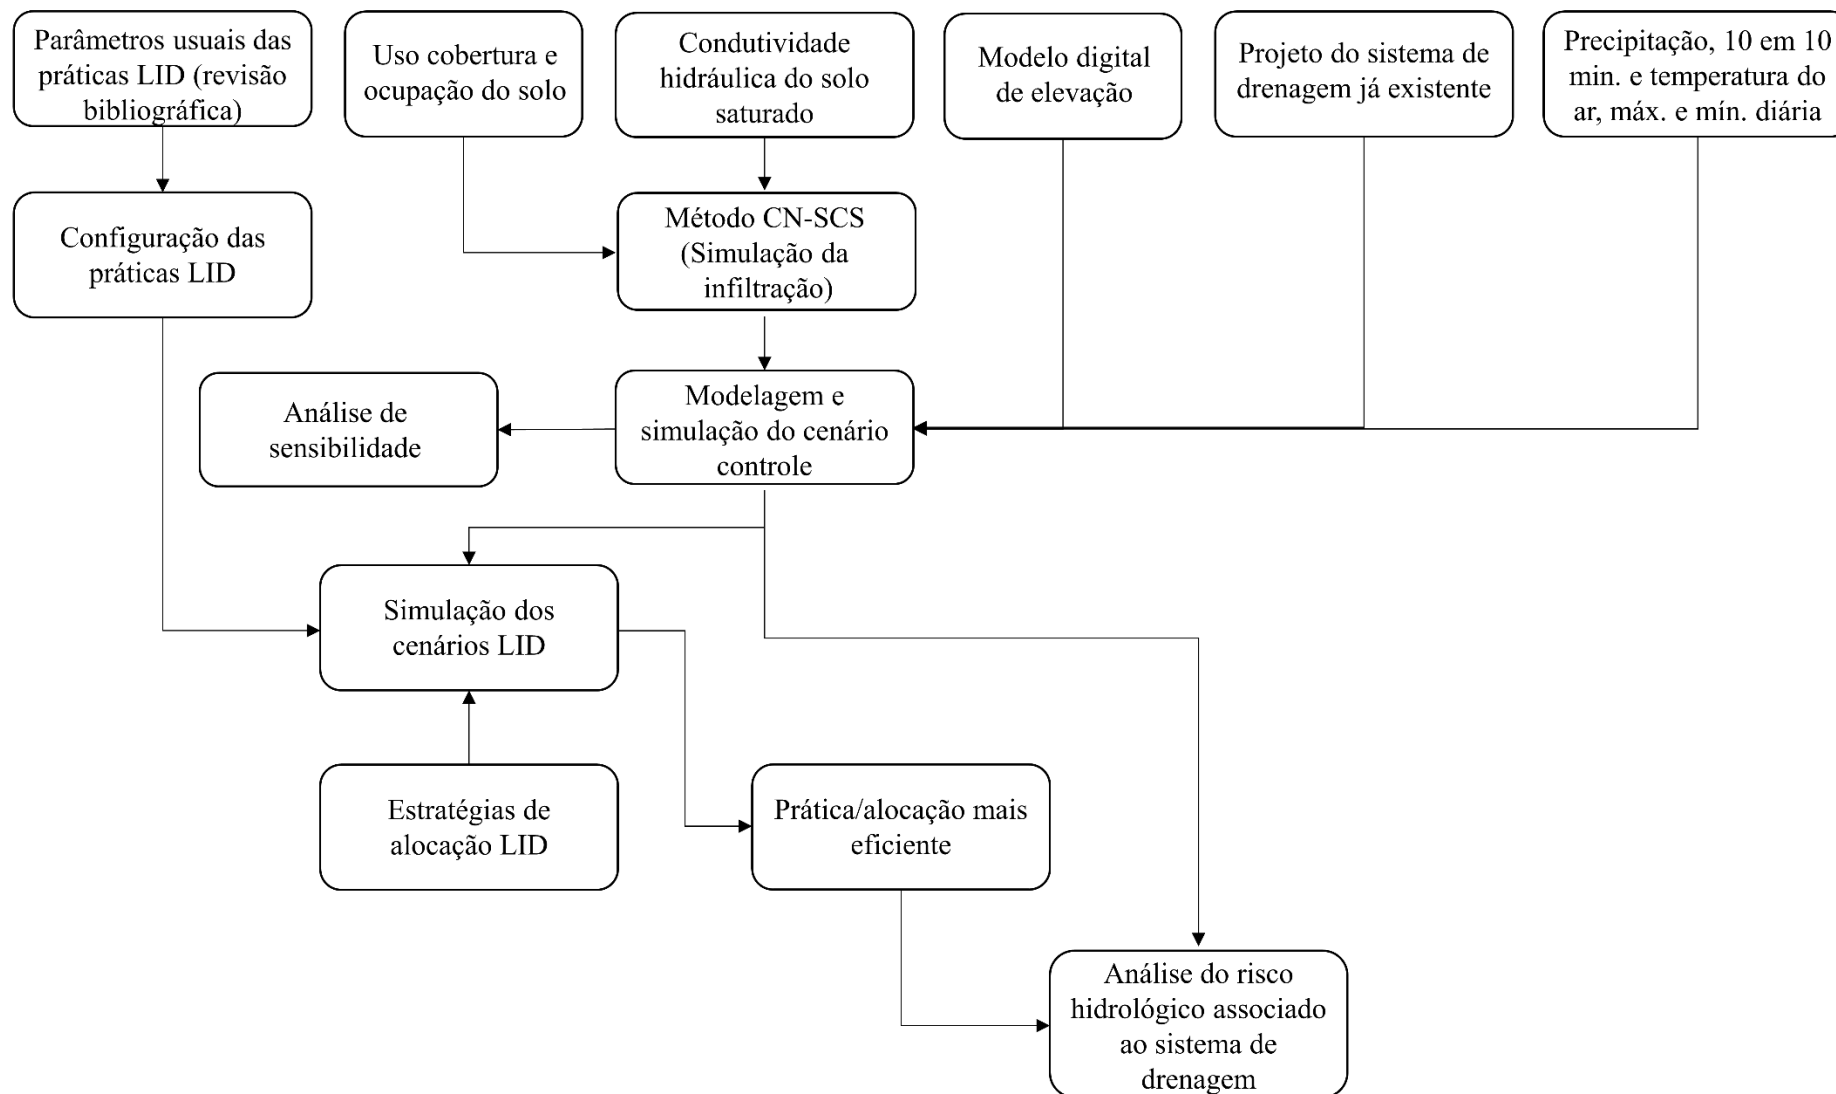 Parâmetros usuais das
práticas LID (revisão
bibliográfica)
Uso cobertura e
ocupação do solo
Condutividade
hidráulica do solo
saturado
Modelo digital
de elevação
Projeto do sistema de
drenagem já existente
Precipitação, 10 em 10
min. e temperatura do
ar, máx. e mín. diária
Configuração das
práticas LID
Método CN-SCS
(Simulação da
infiltração)
Análise de
sensibilidade
Modelagem e
simulação do cenário
controle
Simulação dos
cenários LID
Estratégias de
alocação LID
Prática/alocação mais
eficiente
Análise do risco
hidrológico associado
ao sistema de
drenagem